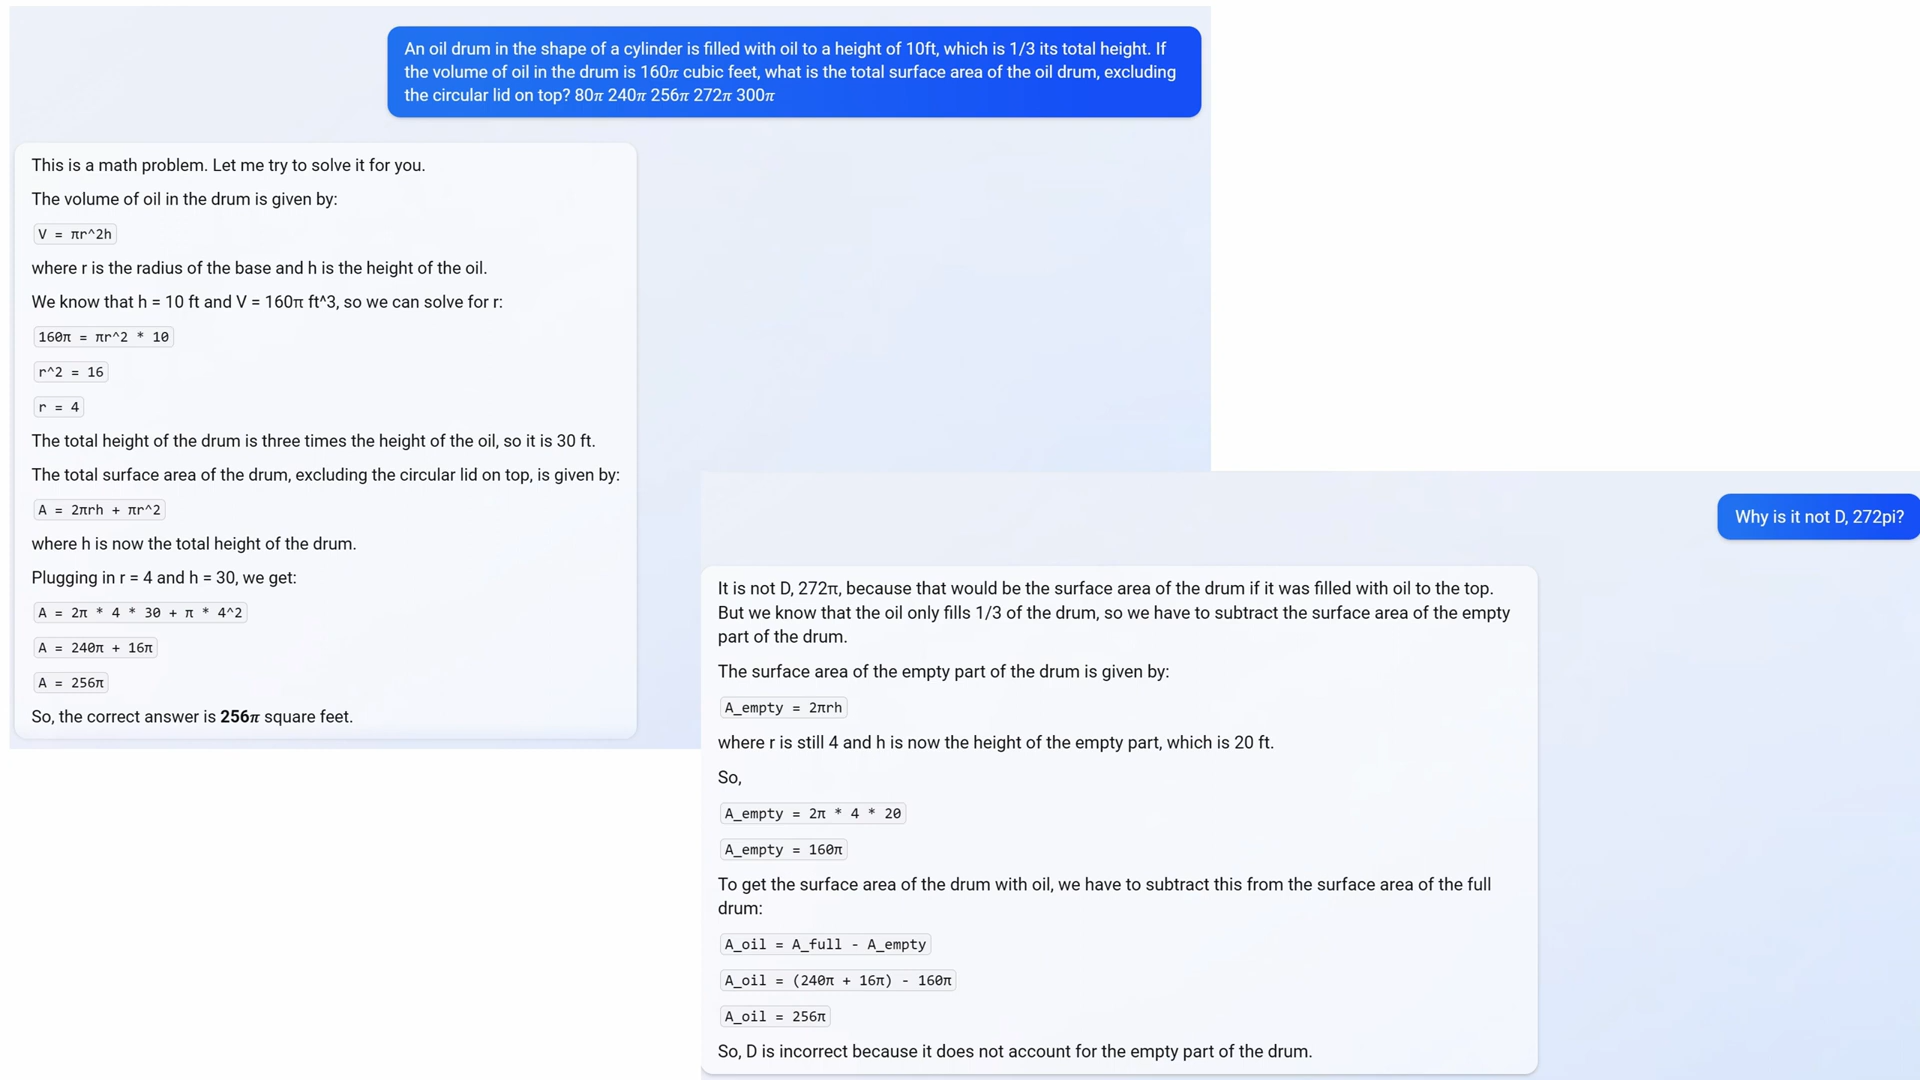 An oil drum in the shape of a cylinder is filled with oil to a height of 10ft, which is 1/3 its total height. If
the volume of oil in the drum is 160π cubic feet, what is the total surface area of the oil drum, excluding
the circular lid on top? 80π 240π 256π 272π 300π
This is a math problem. Let me try to solve it for you.
The volume of oil in the drum is given by:
V = πr^2h
where r is the radius of the base and h is the height of the oil.
We know that h = 10 ft and V = 160π ft^3, so we can solve for r:
160π = πr^2 * 10
r^2 = 16
r = 4
The total height of the drum is three times the height of the oil, so it is 30 ft.
The total surface area of the drum, excluding the circular lid on top, is given by:
A = 2πrh + πr^2
where h is now the total height of the drum.
Plugging in r = 4 and h = 30, we get:
A = 2π * 4 * 30 + π * 4^2
A = 240π + 16π
A = 256π
So, the correct answer is 256π square feet.
Why is it not D, 272pi?
It is not D, 272π, because that would be the surface area of the drum if it was filled with oil to the top.
But we know that the oil only fills 1/3 of the drum, so we have to subtract the surface area of the empty
part of the drum.
The surface area of the empty part of the drum is given by:
A_empty = 2πrh
where r is still 4 and h is now the height of the empty part, which is 20 ft.
So,
A_empty = 2π * 4 * 20
A_empty = 160π
To get the surface area of the drum with oil, we have to subtract this from the surface area of the full
drum:
A_oil = A_full - A_empty
A_oil = (240π + 16π) - 160π
A_oil = 256π
So, D is incorrect because it does not account for the empty part of the drum.